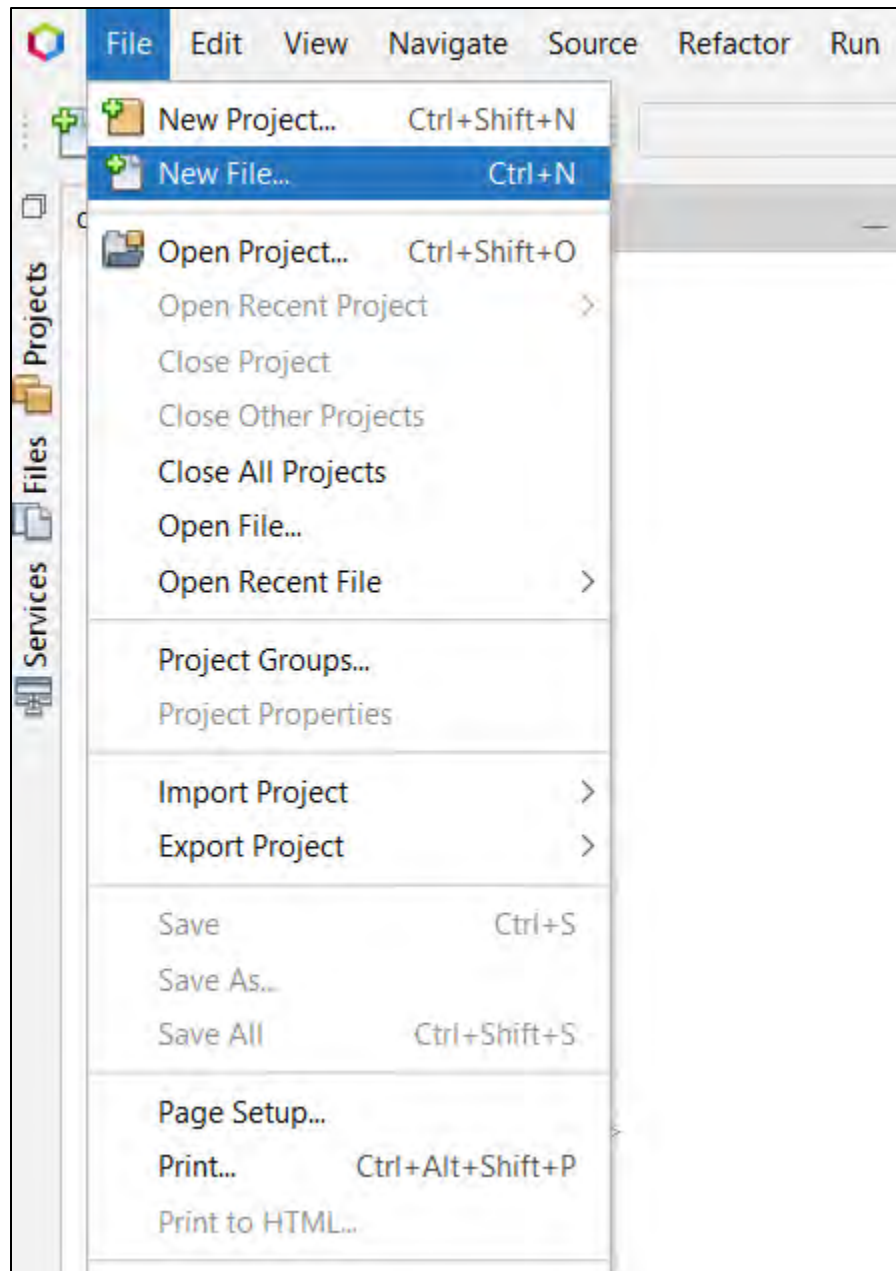 File Edit View Navigate Source Refactor Run
New Project... Ctrl+Shift+N
New File... Ctrl+N
Open Project... Ctrl+Shift+O
Open Recent Project
Close Project
Close Other Projects
Close All Projects
Open File...
Open Recent File
Project Groups...
Project Properties
Import Project
Export Project
Save Ctrl+S
Save As...
Save All Ctrl+Shift+S
Page Setup...
Print... Ctrl+Alt+Shift+P
Print to HTML...
Projects
Files
Services